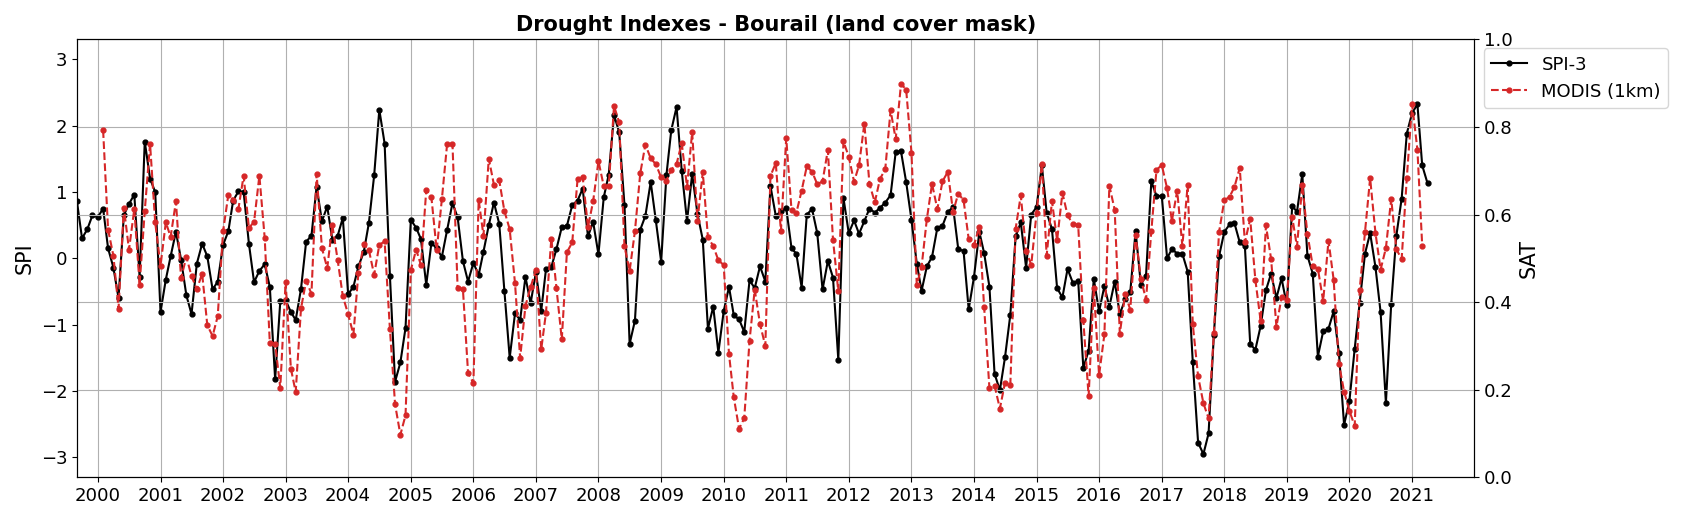 Drought Indexes - Bourail (land cover mask)
SPI-3
MODIS (1km)
SPI
3
2
1
0
−1
−2
−3
SAT
1.0
0.8
0.6
0.4
0.2
0.0
2000 2001 2002 2003 2004 2005 2006 2007 2008 2009 2010 2011 2012 2013 2014 2015 2016 2017 2018 2019 2020 2021